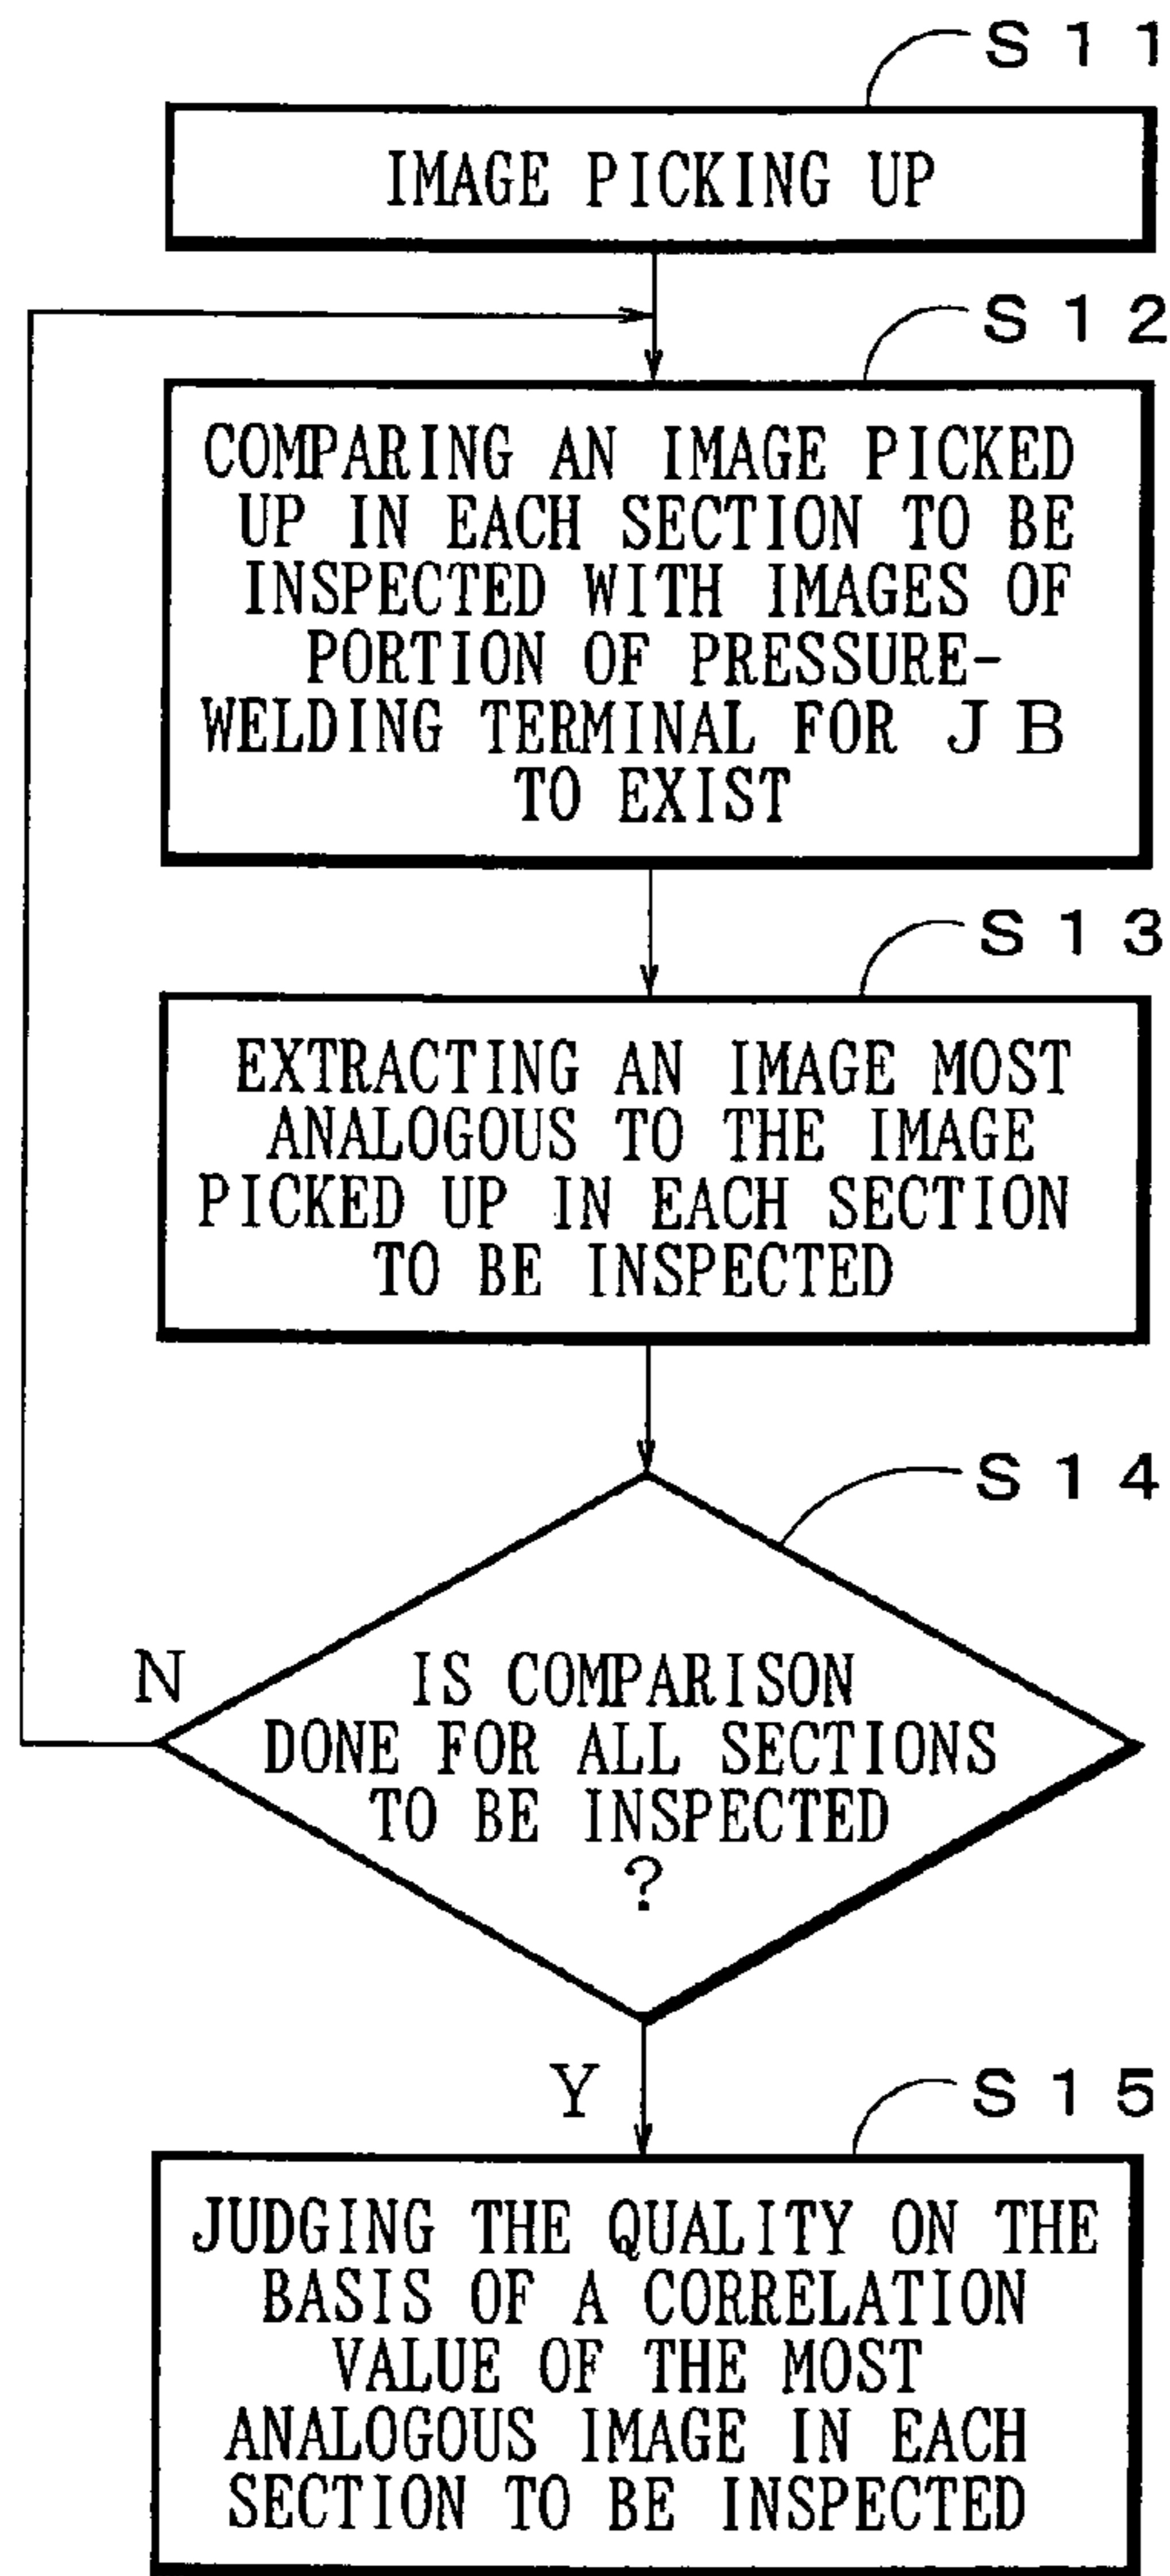 S11
IMAGE PICKING UP
S12
COMPARING AN IMAGE PICKED
UP IN EACH SECTION TO BE
INSPECTED WITH IMAGES OF
PORTION OF PRESSURE-
WELDING TERMINAL FOR JB
TO EXIST
S13
EXTRACTING AN IMAGE MOST
ANALOGOUS TO THE IMAGE
PICKED UP IN EACH SECTION
TO BE INSPECTED
S14
N
IS COMPARISON
DONE FOR ALL SECTIONS
TO BE INSPECTED
?
Y
S15
JUDGING THE QUALITY ON THE
BASIS OF A CORRELATION
VALUE OF THE MOST
ANALOGOUS IMAGE IN EACH
SECTION TO BE INSPECTED